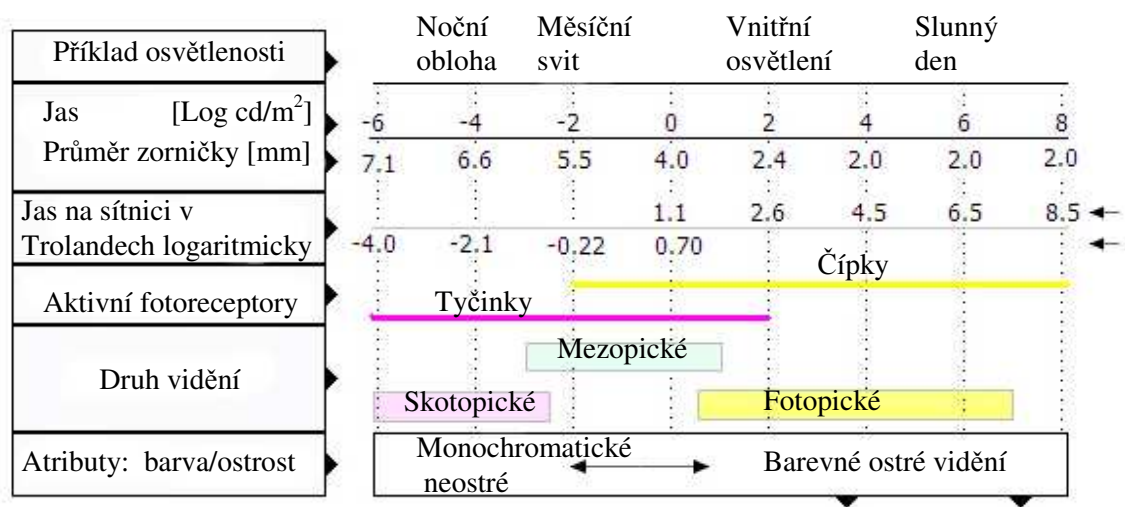 Noční Měsíční Vnitřní Slunný
Příklad osvětlenosti obloha svit osvětlení den
Jas [Log cd/m²] -6 -4 -2 0 2 4 6 8
Průměr zorničky [mm] 7.1 6.6 5.5 4.0 2.4 2.0 2.0 2.0
Jas na sítnici v 1.1 2.6 4.5 6.5 8.5
Trolandech logaritmicky -4.0 -2.1 -0.22 0.70
Čípky
Aktivní fotoreceptory Tyčinky
Mezopické
Druh vidění
Skotopické Fotopické
Monochromatické
Atributy: barva/ostrost Barevné ostré vidění
neostré